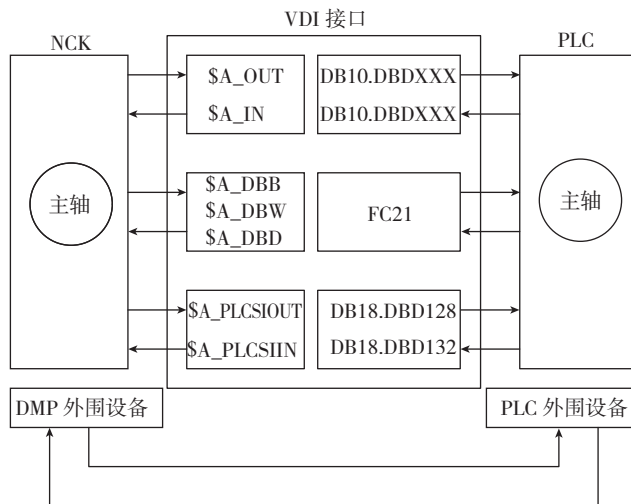 VDI 接口
NCK
PLC
$A_OUT
$A_IN
DB10.DBDXXX
DB10.DBDXXX
主轴
$A_DBB
$A_DBW
$A_DBD
FC21
主轴
$A_PLCSIOUT
$A_PLCSIIN
DB18.DBD128
DB18.DBD132
DMP 外围设备
PLC 外围设备